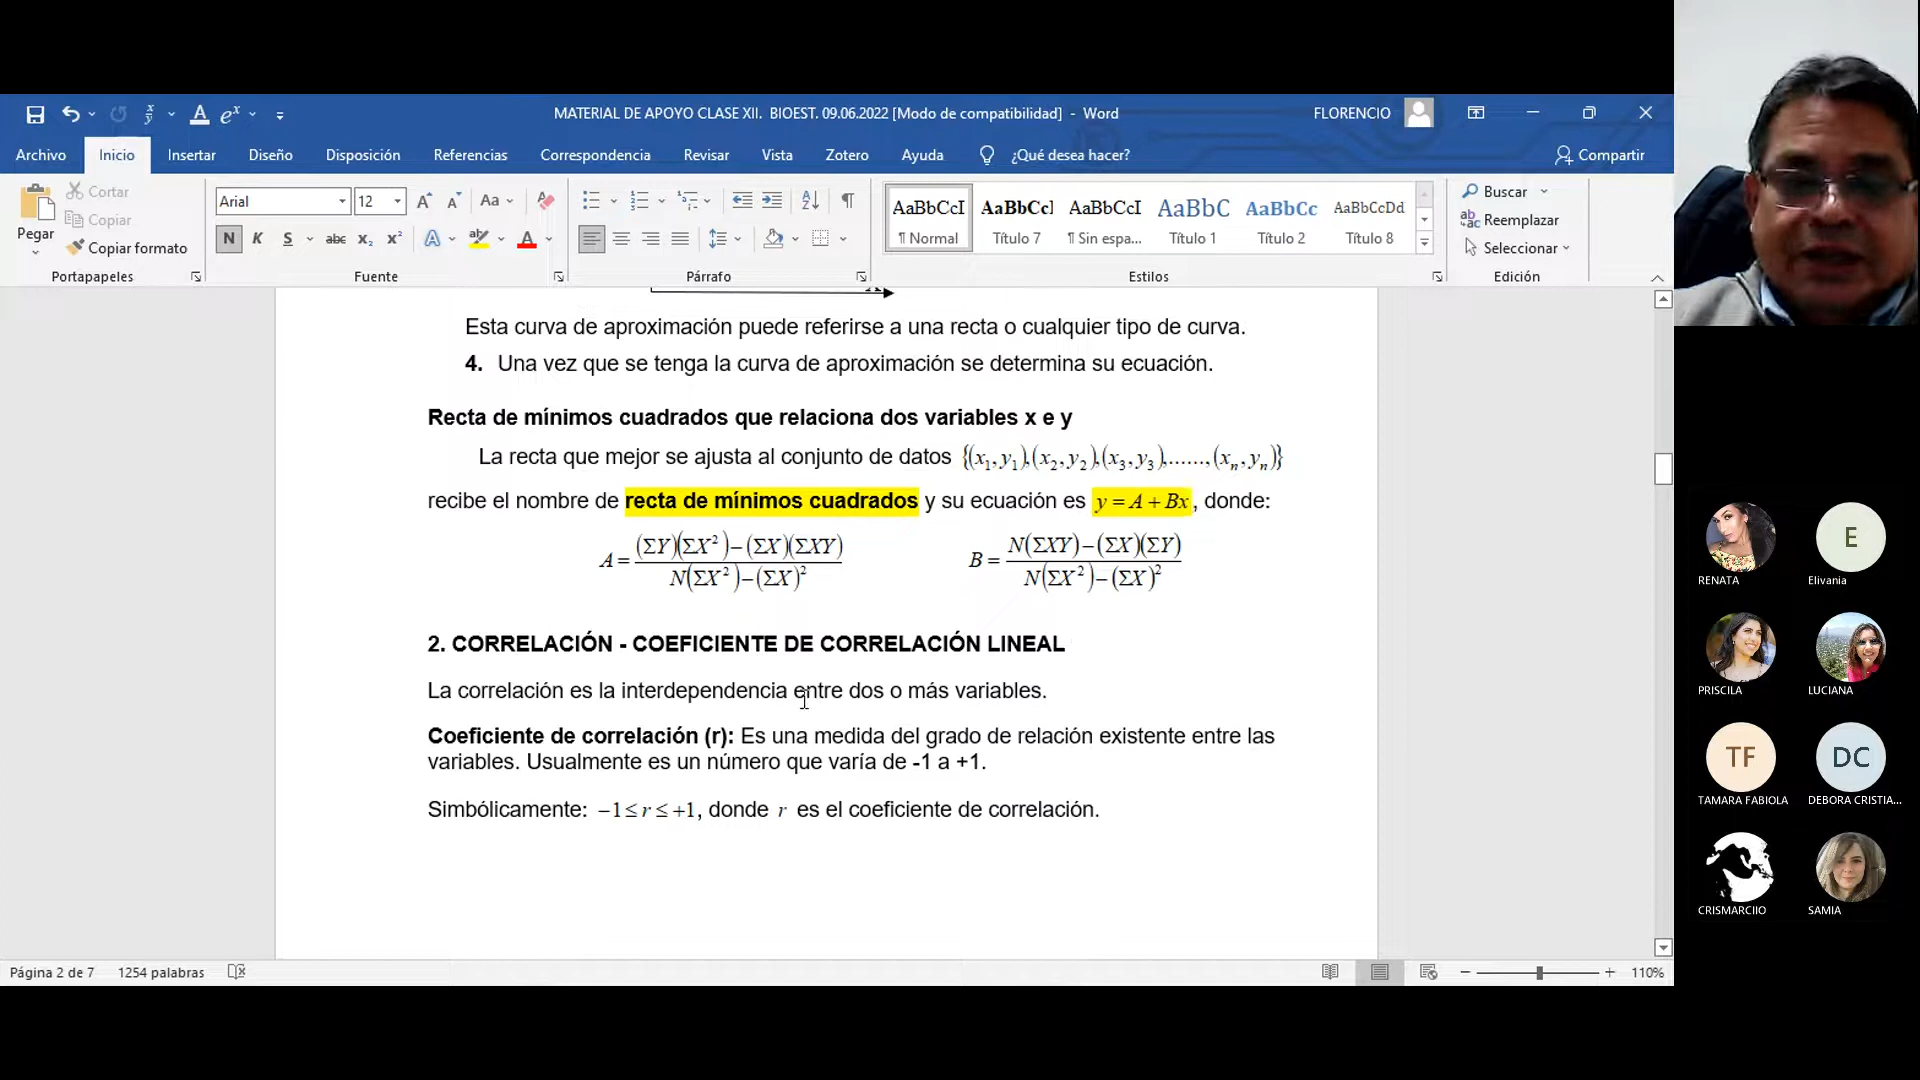 MATERIAL DE APOYO CLASE XII. BIOEST. 09.06.2022 [Modo de compatibilidad] - Word
FLORENCIO
Archivo Inicio Insertar Diseño Disposición Referencias Correspondencia Revisar Vista Zotero Ayuda ¿Qué desea hacer? Compartir
Pegar
Cortar
Copiar
Copiar formato
Portapapeles
Arial 12
Fuente
Párrafo
AaBbCcI AaBbCcI AaBbCcI AaBbC AaBbCc AaBbCcDd
¶ Normal Título 7 ¶ Sin espa... Título 1 Título 2 Título 8
Estilos
Buscar
Reemplazar
Seleccionar
Edición
Esta curva de aproximación puede referirse a una recta o cualquier tipo de curva.
4. Una vez que se tenga la curva de aproximación se determina su ecuación.
Recta de mínimos cuadrados que relaciona dos variables x e y
La recta que mejor se ajusta al conjunto de datos {(x₁,y₁),(x₂,y₂),(x₃,y₃),......,(xₙ,yₙ)}
recibe el nombre de recta de mínimos cuadrados y su ecuación es y = A + Bx, donde:
A = (ΣY)(ΣX²)–(ΣX)(ΣXY) / N(ΣX²)–(ΣX)² B = N(ΣXY)–(ΣX)(ΣY) / N(ΣX²)–(ΣX)²
2. CORRELACIÓN - COEFICIENTE DE CORRELACIÓN LINEAL
La correlación es la interdependencia entre dos o más variables.
Coeficiente de correlación (r): Es una medida del grado de relación existente entre las
variables. Usualmente es un número que varía de -1 a +1.
Simbólicamente: –1 ≤ r ≤ +1, donde r es el coeficiente de correlación.
Página 2 de 7 1254 palabras 110%
E
RENATA Elivania
PRISCILA LUCIANA
TF DC
TAMARA FABIOLA DEBORA CRISTIA...
CRISMARCIIO SAMIA